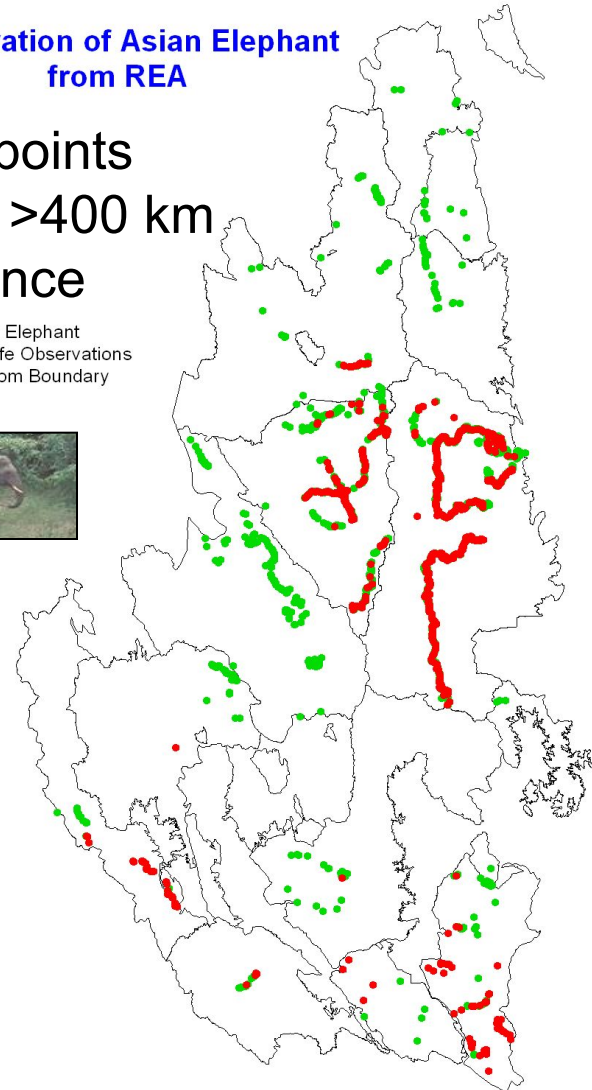 ation of Asian Elephant
from REA
points
>400 km
nce
Elephant
fe Observations
om Boundary